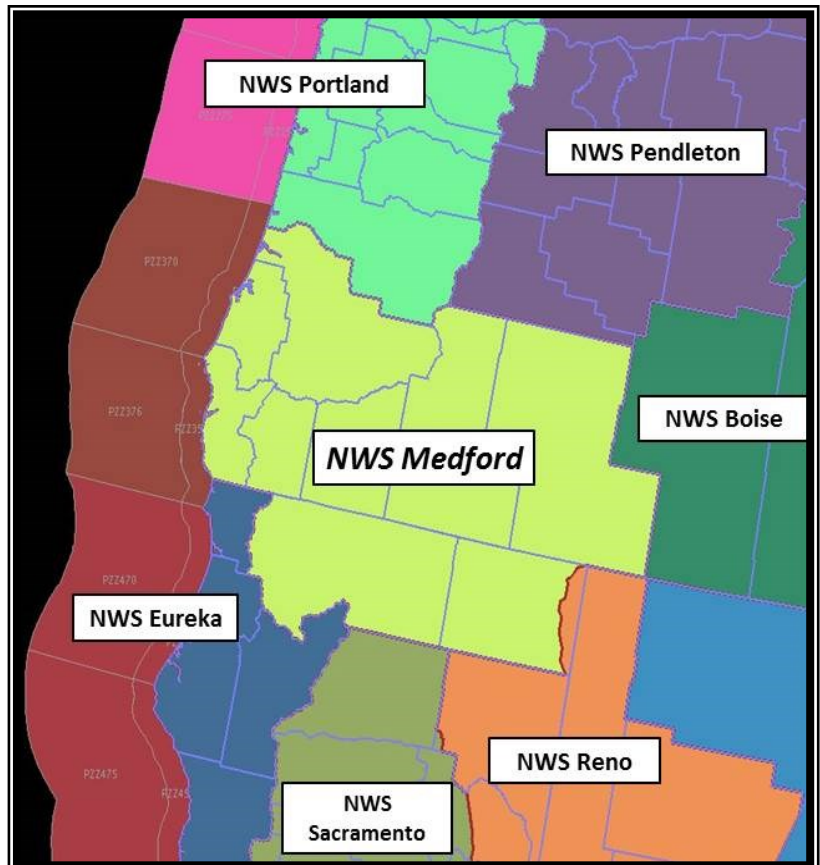 NWS Portland
NWS Pendleton
PZZ370
NWS Boise
PZZ376
NWS Medford
PZZ470
NWS Eureka
NWS Reno
PZZ475
NWS
Sacramento